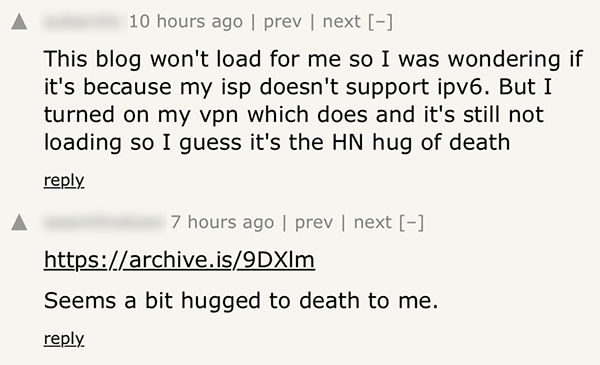 10 hours ago | prev | next [–]
This blog won't load for me so I was wondering if
it's because my isp doesn't support ipv6. But I
turned on my vpn which does and it's still not
loading so I guess it's the HN hug of death
reply
7 hours ago | prev | next [–]
https://archive.is/9DXlm
Seems a bit hugged to death to me.
reply